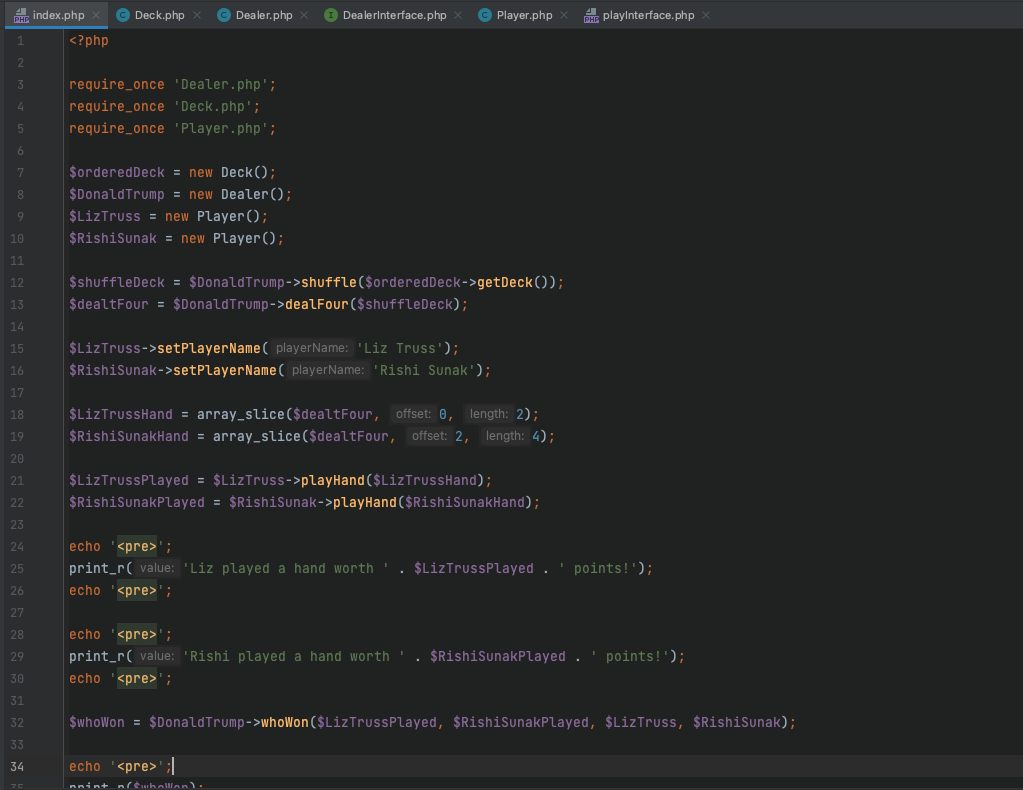 index.php Deck.php Dealer.php DealerInterface.php Player.php playInterface.php
1 <?php
2
3 require_once 'Dealer.php';
4 require_once 'Deck.php';
5 require_once 'Player.php';
6
7 $orderedDeck = new Deck();
8 $DonaldTrump = new Dealer();
9 $LizTruss = new Player();
10 $RishiSunak = new Player();
11
12 $shuffleDeck = $DonaldTrump->shuffle($orderedDeck->getDeck());
13 $dealtFour = $DonaldTrump->dealFour($shuffleDeck);
14
15 $LizTruss->setPlayerName( playerName: 'Liz Truss');
16 $RishiSunak->setPlayerName( playerName: 'Rishi Sunak');
17
18 $LizTrussHand = array_slice($dealtFour, offset: 0, length: 2);
19 $RishiSunakHand = array_slice($dealtFour, offset: 2, length: 4);
20
21 $LizTrussPlayed = $LizTruss->playHand($LizTrussHand);
22 $RishiSunakPlayed = $RishiSunak->playHand($RishiSunakHand);
23
24 echo '<pre>';
25 print_r( value: 'Liz played a hand worth ' . $LizTrussPlayed . ' points!');
26 echo '<pre>';
27
28 echo '<pre>';
29 print_r( value: 'Rishi played a hand worth ' . $RishiSunakPlayed . ' points!');
30 echo '<pre>';
31
32 $whoWon = $DonaldTrump->whoWon($LizTrussPlayed, $RishiSunakPlayed, $LizTruss, $RishiSunak);
33
34 echo '<pre>';
35 print_r($whoWon);